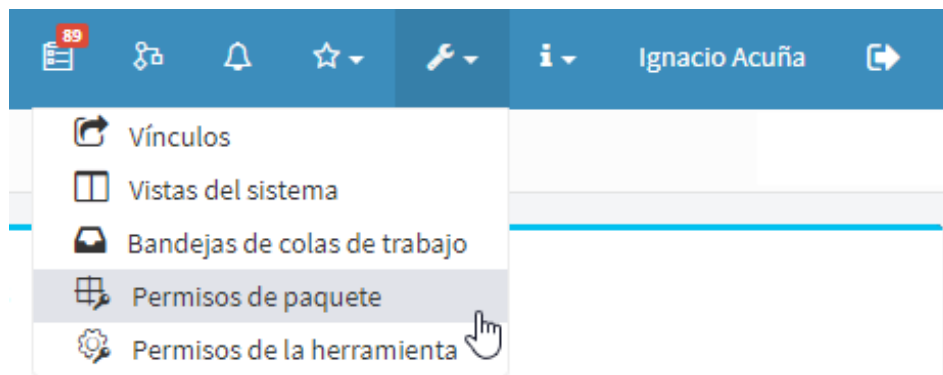 89
Ignacio Acuña
Vínculos
Vistas del sistema
Bandejas de colas de trabajo
Permisos de paquete
Permisos de la herramienta